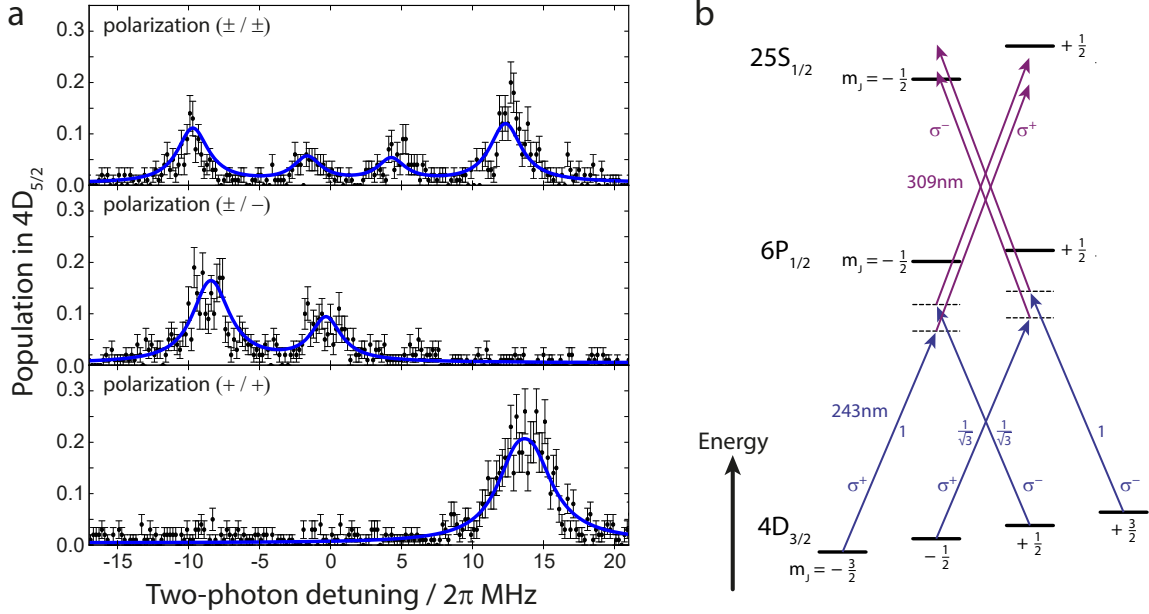 a
polarization (± / ±)
polarization (± / −)
polarization (+ / +)
Population in 4D5/2
0.3
0.2
0.1
0.0
0.3
0.2
0.1
0.0
0.3
0.2
0.1
0.0
−15 −10 −5 0 5 10 15 20
Two-photon detuning / 2π MHz
b
25S1/2
mJ = − 1/2
+ 1/2
σ− σ+
309nm
6P1/2
mJ = − 1/2
+ 1/2
243nm
1 1/√3 1/√3 1
Energy
σ+ σ+ σ− σ−
4D3/2
mJ = − 3/2
− 1/2
+ 1/2
+ 3/2